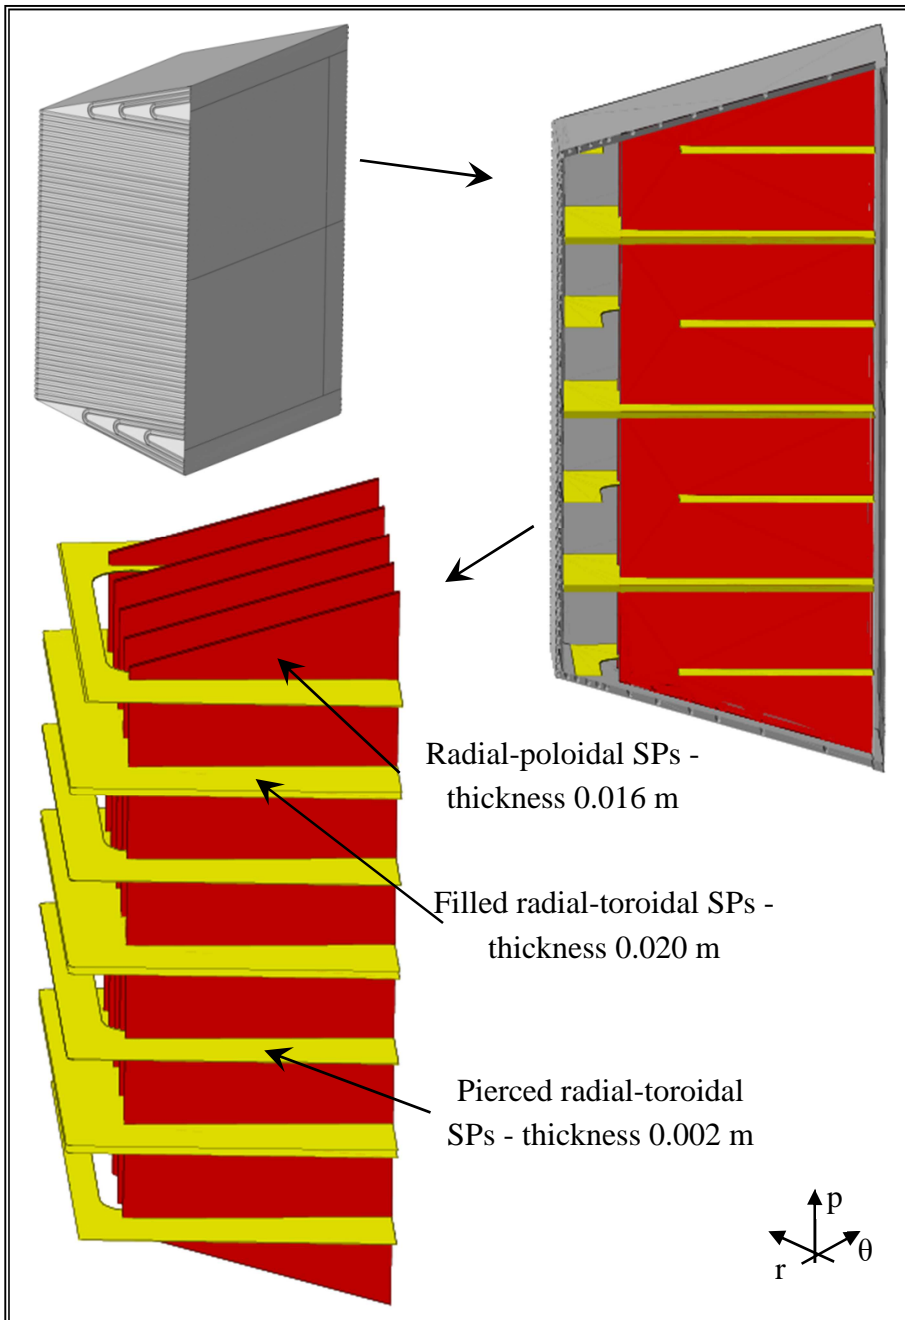 Radial-poloidal SPs -
thickness 0.016 m
Filled radial-toroidal SPs -
thickness 0.020 m
Pierced radial-toroidal
SPs - thickness 0.002 m
p
θ
r